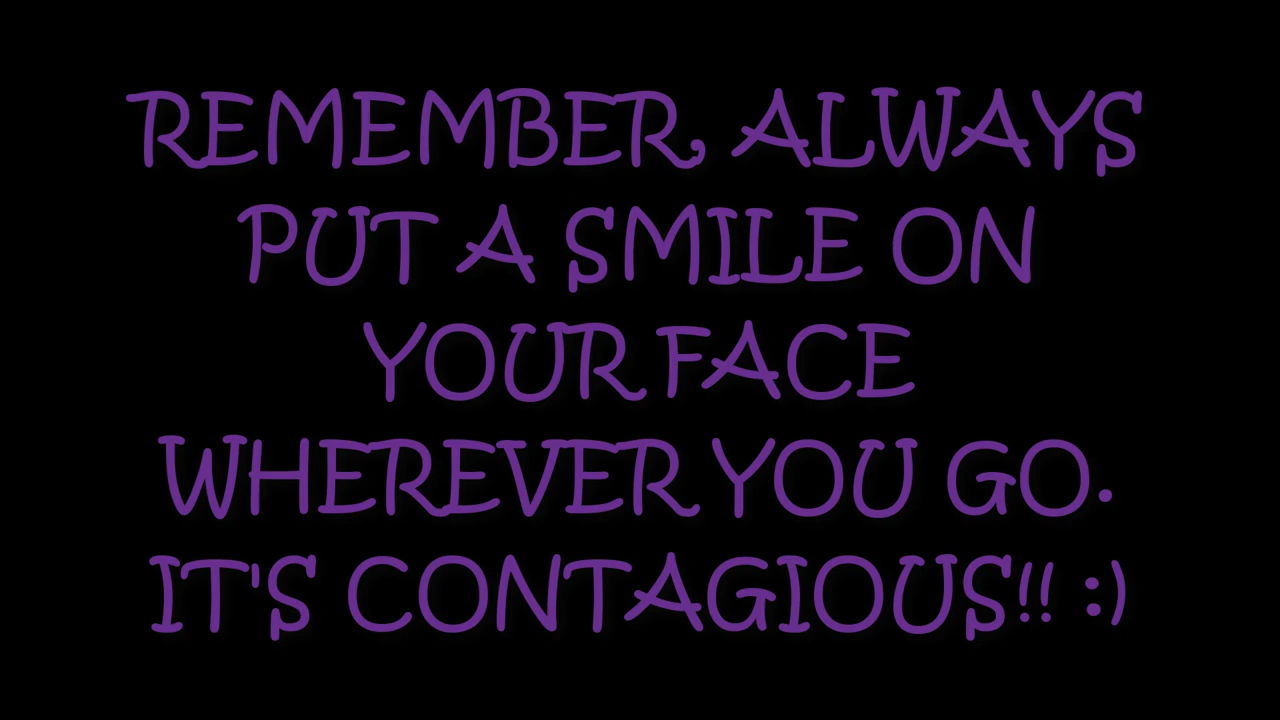 REMEMBER, ALWAYS
PUT A SMILE ON
YOUR FACE
WHEREVER YOU GO.
IT'S CONTAGIOUS!! :)